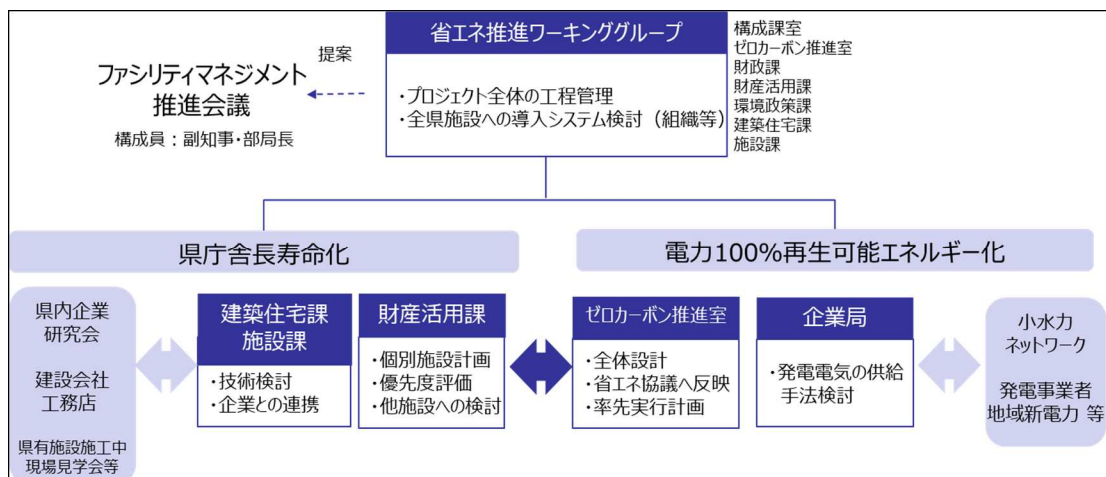 省エネ推進ワーキンググループ
・プロジェクト全体の工程管理
・全県施設への導入システム検討（組織等）
構成課室
ゼロカーボン推進室
財政課
財産活用課
環境政策課
建築住宅課
施設課
提案
ファシリティマネジメント
推進会議
構成員：副知事・部局長
県庁舎長寿命化
電力100%再生可能エネルギー化
県内企業
研究会
建設会社
工務店
県有施設施工中
現場見学会等
建築住宅課
施設課
・技術検討
・企業との連携
財産活用課
・個別施設計画
・優先度評価
・他施設への検討
ゼロカーボン推進室
・全体設計
・省エネ協議へ反映
・率先実行計画
企業局
・発電電気の供給
手法検討
小水力
ネットワーク
発電事業者
地域新電力 等